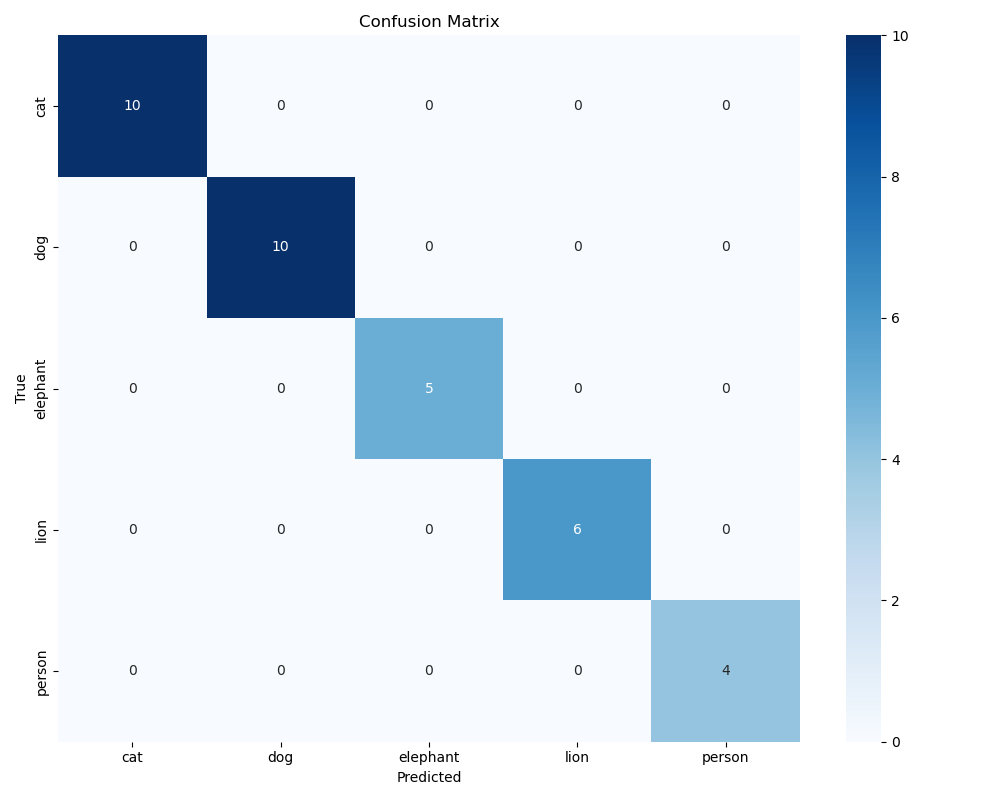 Confusion Matrix
cat
10 0 0 0 0
dog
0 10 0 0 0
elephant
0 0 5 0 0
lion
0 0 0 6 0
person
0 0 0 0 4
True
cat dog elephant lion person
Predicted
10
8
6
4
2
0